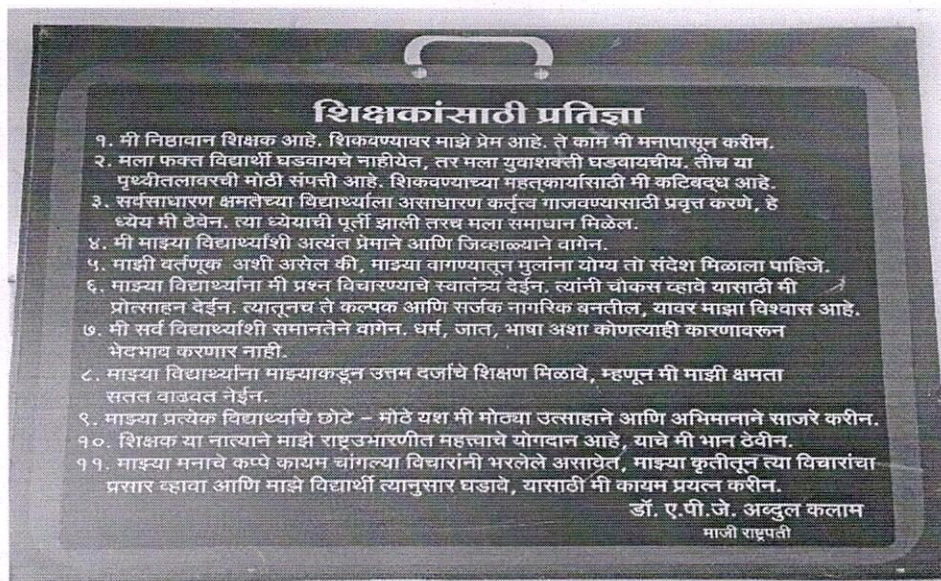 शिक्षकांसाठी प्रतिज्ञा
१. मी निष्ठावान शिक्षक आहे. शिकवण्यावर माझे प्रेम आहे. ते काम मी मनापासून करीन.
२. मला फक्त विद्यार्थी घडवायचे नाहीयेत, तर मला युवाशक्ती घडवायचीय. तीच या
पृथ्वीतलावरची मोठी संपत्ती आहे. शिकवण्याच्या महत्‌कार्यासाठी मी कटिबद्ध आहे.
३. सर्वसाधारण क्षमतेच्या विद्यार्थ्याला असाधारण कर्तृत्व गाजवण्यासाठी प्रवृत्त करणे, हे
ध्येय मी ठेवेन. त्या ध्येयाची पूर्ती झाली तरच मला समाधान मिळेल.
४. मी माझ्या विद्यार्थ्यांशी अत्यंत प्रेमाने आणि जिव्हाळ्याने वागेन.
५. माझी वर्तणूक अशी असेल की, माझ्या वागण्यातून मुलांना योग्य तो संदेश मिळाला पाहिजे.
६. माझ्या विद्यार्थ्यांना मी प्रश्न विचारण्याचे स्वातंत्र्य देईन. त्यांनी चौकस व्हावे यासाठी मी
प्रोत्साहन देईन. त्यातूनच ते कल्पक आणि सर्जक नागरिक बनतील, यावर माझा विश्वास आहे.
७. मी सर्व विद्यार्थ्यांशी समानतेने वागेन. धर्म, जात, भाषा अशा कोणत्याही कारणावरून
भेदभाव करणार नाही.
८. माझ्या विद्यार्थ्यांना माझ्याकडून उत्तम दर्जाचे शिक्षण मिळावे, म्हणून मी माझी क्षमता
सतत वाढवत नेईन.
९. माझ्या प्रत्येक विद्यार्थ्याचे छोटे – मोठे यश मी मोठ्या उत्साहाने आणि अभिमानाने साजरे करीन.
१०. शिक्षक या नात्याने माझे राष्ट्रउभारणीत महत्त्वाचे योगदान आहे, याचे मी भान ठेवीन.
११. माझ्या मनाचे कप्पे कायम चांगल्या विचारांनी भरलेले असावेत, माझ्या कृतीतून त्या विचारांचा
प्रसार व्हावा आणि माझे विद्यार्थी त्यानुसार घडावे, यासाठी मी कायम प्रयत्न करीन.
डॉ. ए.पी.जे. अब्दुल कलाम
माजी राष्ट्रपती